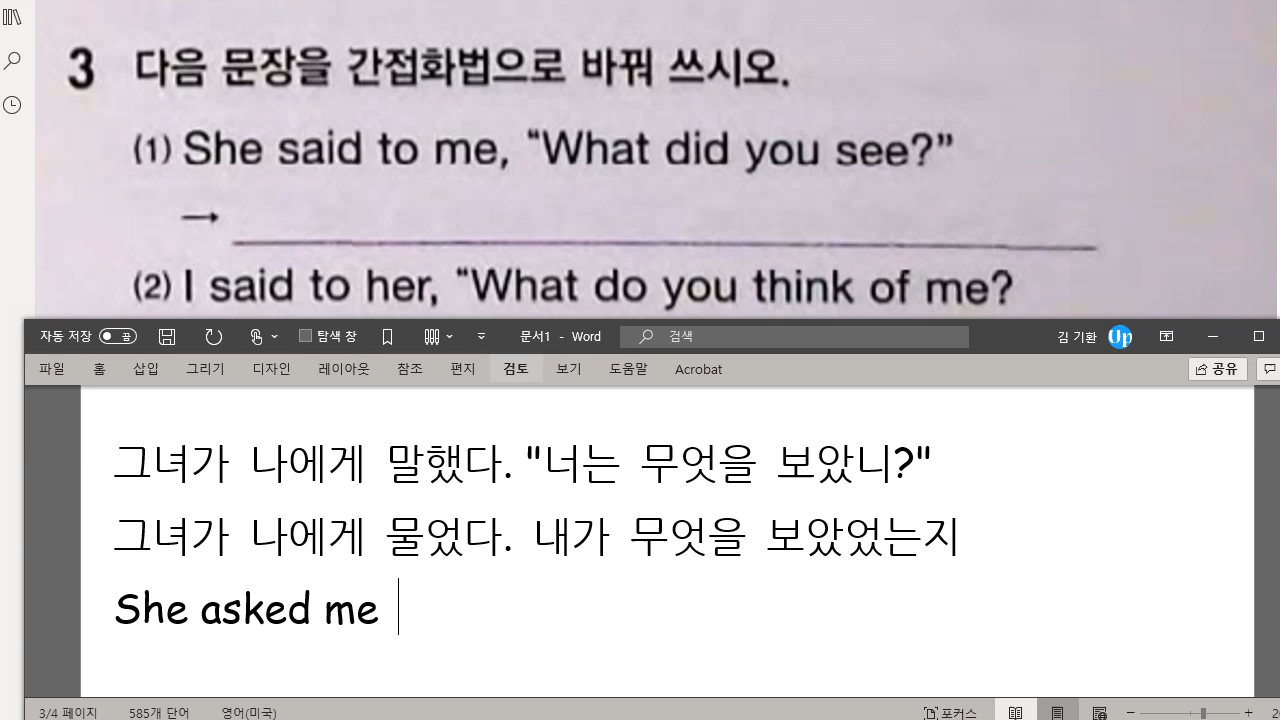 3 다음 문장을 간접화법으로 바꿔 쓰시오.
(1) She said to me, “What did you see?”
→
(2) I said to her, “What do you think of me?
자동 저장 끔 탐색 창 문서1 - Word 검색 김 기환 Up
파일 홈 삽입 그리기 디자인 레이아웃 참조 편지 검토 보기 도움말 Acrobat 공유
그녀가 나에게 말했다. "너는 무엇을 보았니?"
그녀가 나에게 물었다. 내가 무엇을 보았었는지
She asked me
3/4 페이지 585개 단어 영어(미국) 포커스